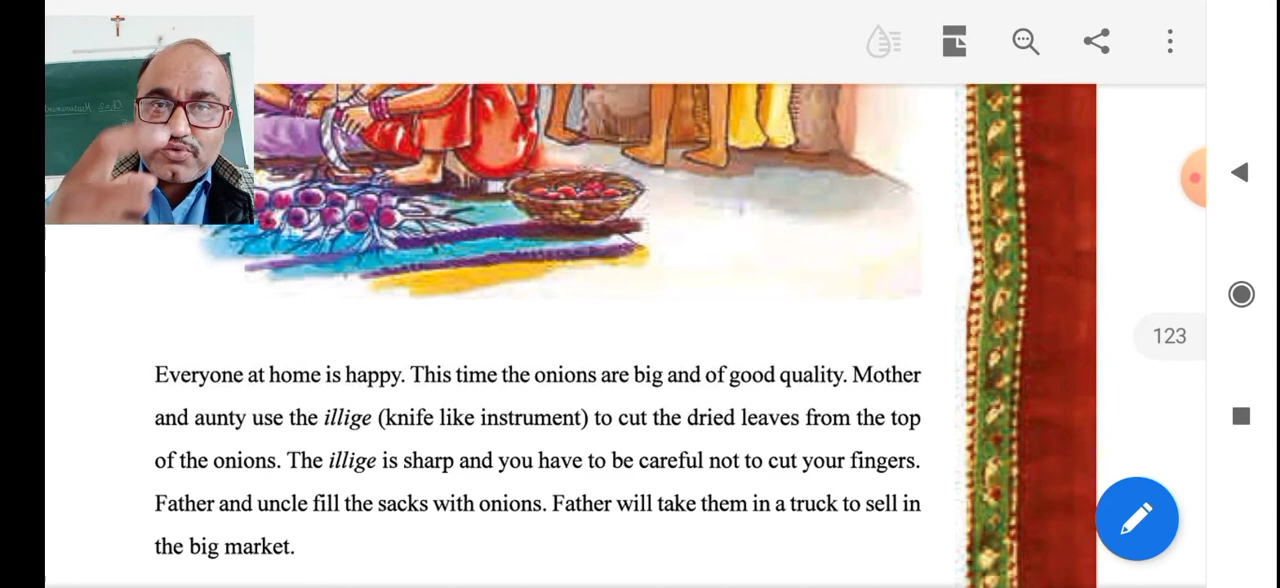 123
Everyone at home is happy. This time the onions are big and of good quality. Mother
and aunty use the illige (knife like instrument) to cut the dried leaves from the top
of the onions. The illige is sharp and you have to be careful not to cut your fingers.
Father and uncle fill the sacks with onions. Father will take them in a truck to sell in
the big market.